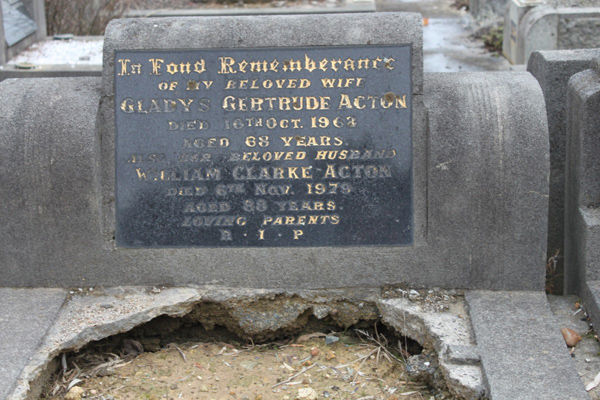 In Fond Remembrance
OF MY BELOVED WIFE
GLADYS GERTRUDE ACTON
DIED 16TH OCT. 1963
AGED 68 YEARS.
ALSO HER BELOVED HUSBAND
WILLIAM CLARKE ACTON
DIED 6TH NOV. 1979
AGED 88 YEARS.
LOVING PARENTS
R · I · P